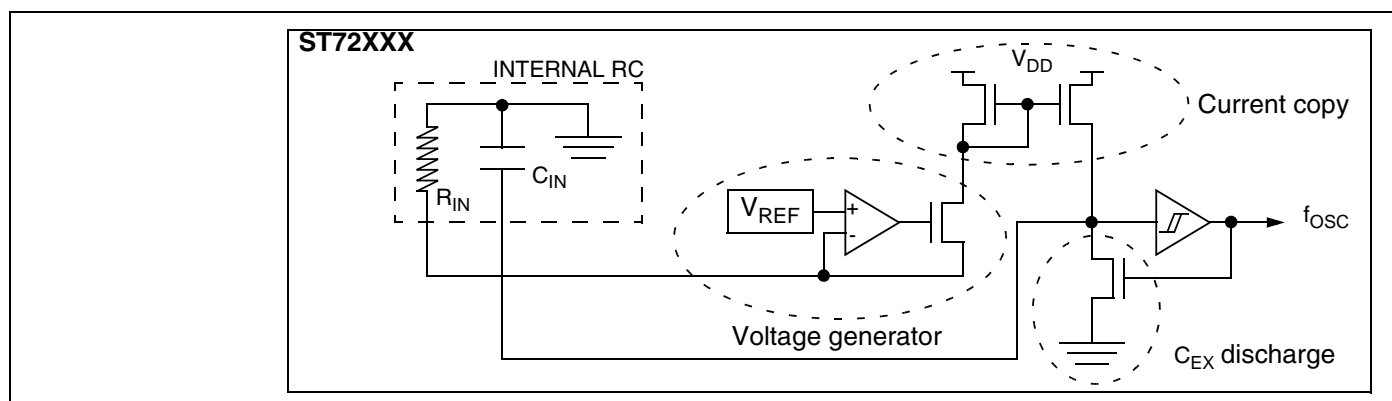 ST72XXX
INTERNAL RC
VDD
Current copy
CIN
RIN
VREF
+
-
fOSC
Voltage generator
CEX discharge